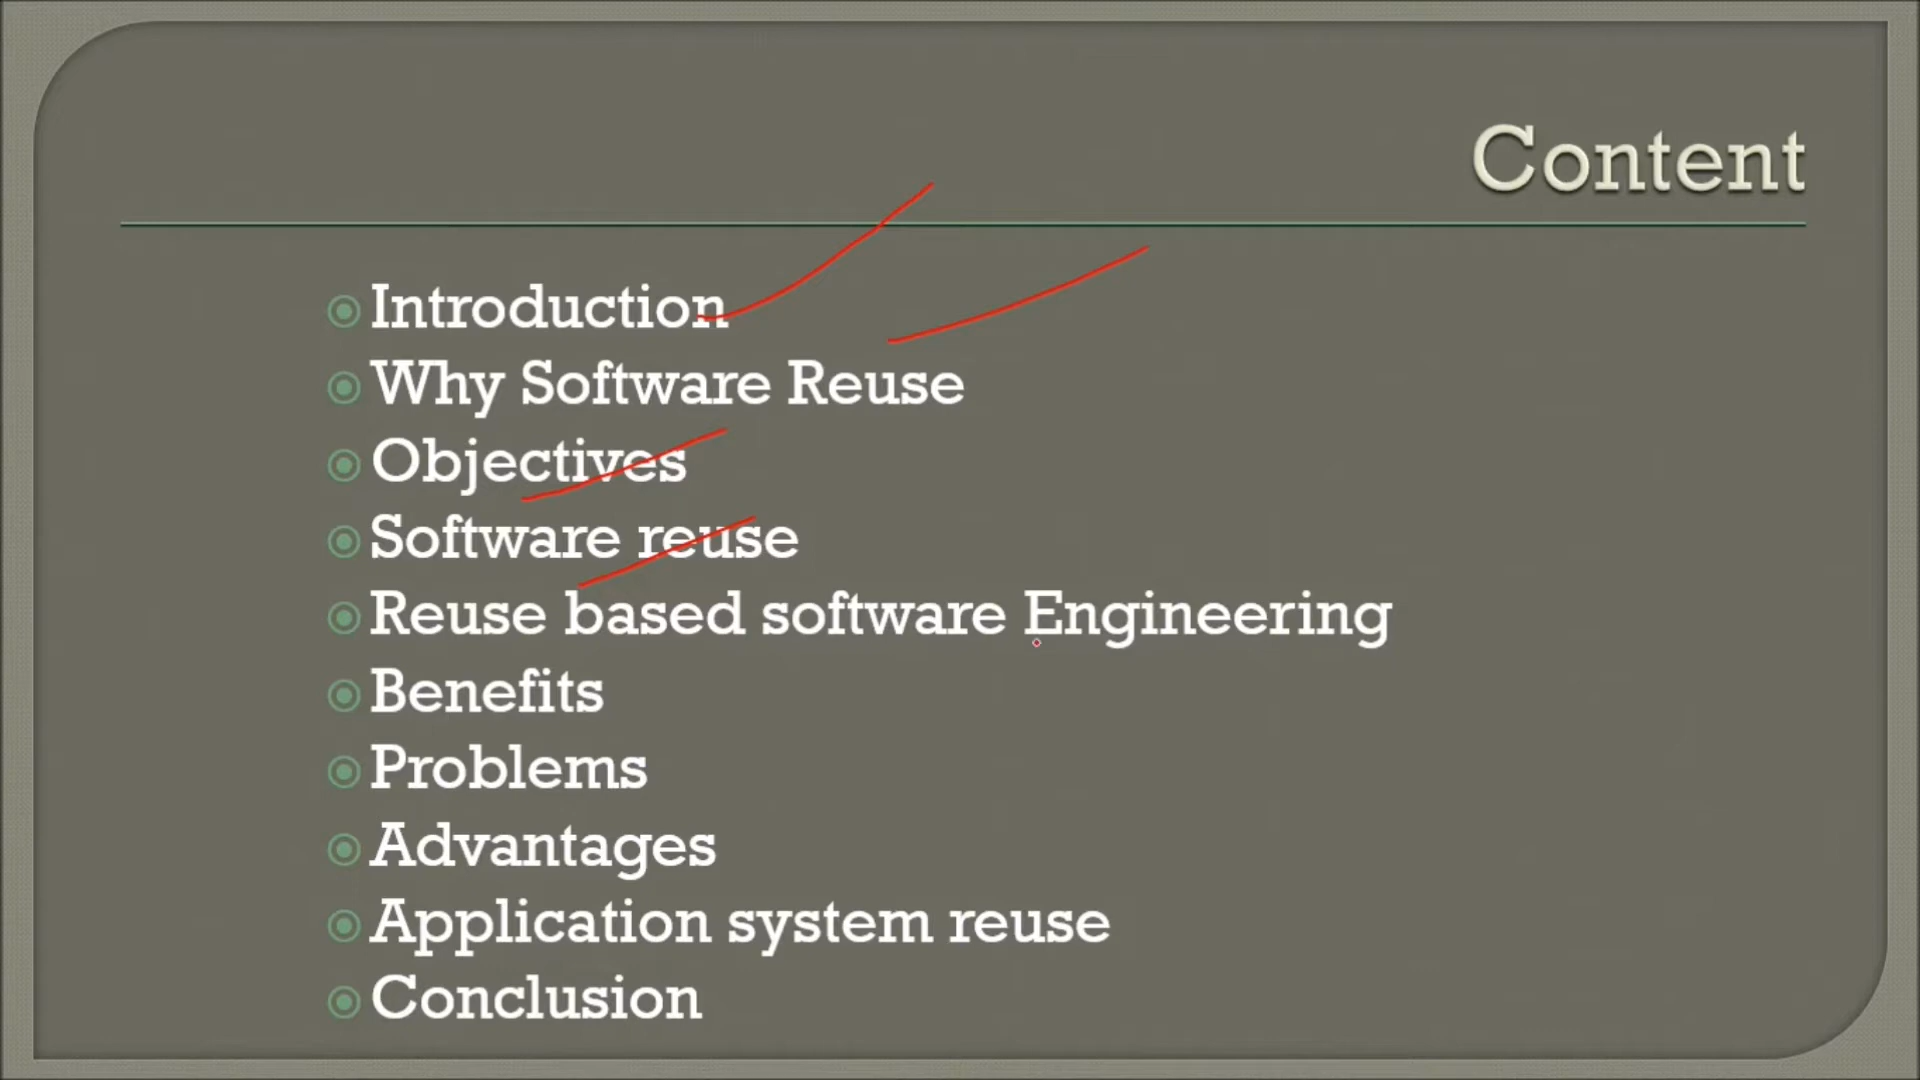 Content
Introduction
Why Software Reuse
Objectives
Software reuse
Reuse based software Engineering
Benefits
Problems
Advantages
Application system reuse
Conclusion